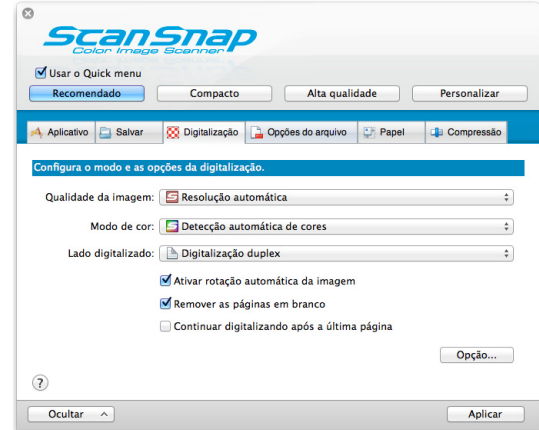 ScanSnap
Color Image Scanner
Usar o Quick menu
Recomendado Compacto Alta qualidade Personalizar
Aplicativo Salvar Digitalização Opções do arquivo Papel Compressão
Configura o modo e as opções da digitalização.
Qualidade da imagem: Resolução automática
Modo de cor: Detecção automática de cores
Lado digitalizado: Digitalização duplex
Ativar rotação automática da imagem
Remover as páginas em branco
Continuar digitalizando após a última página
Opção...
?
Ocultar Aplicar